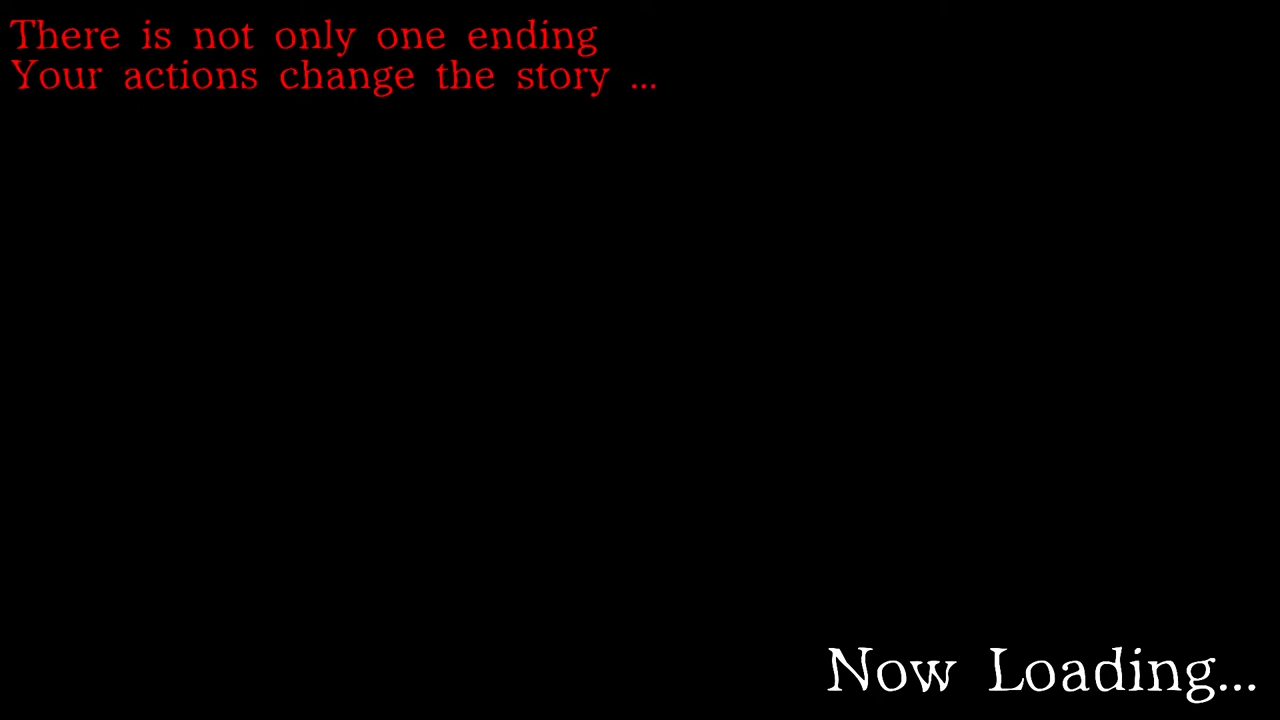 There is not only one ending
Your actions change the story ...
Now Loading...